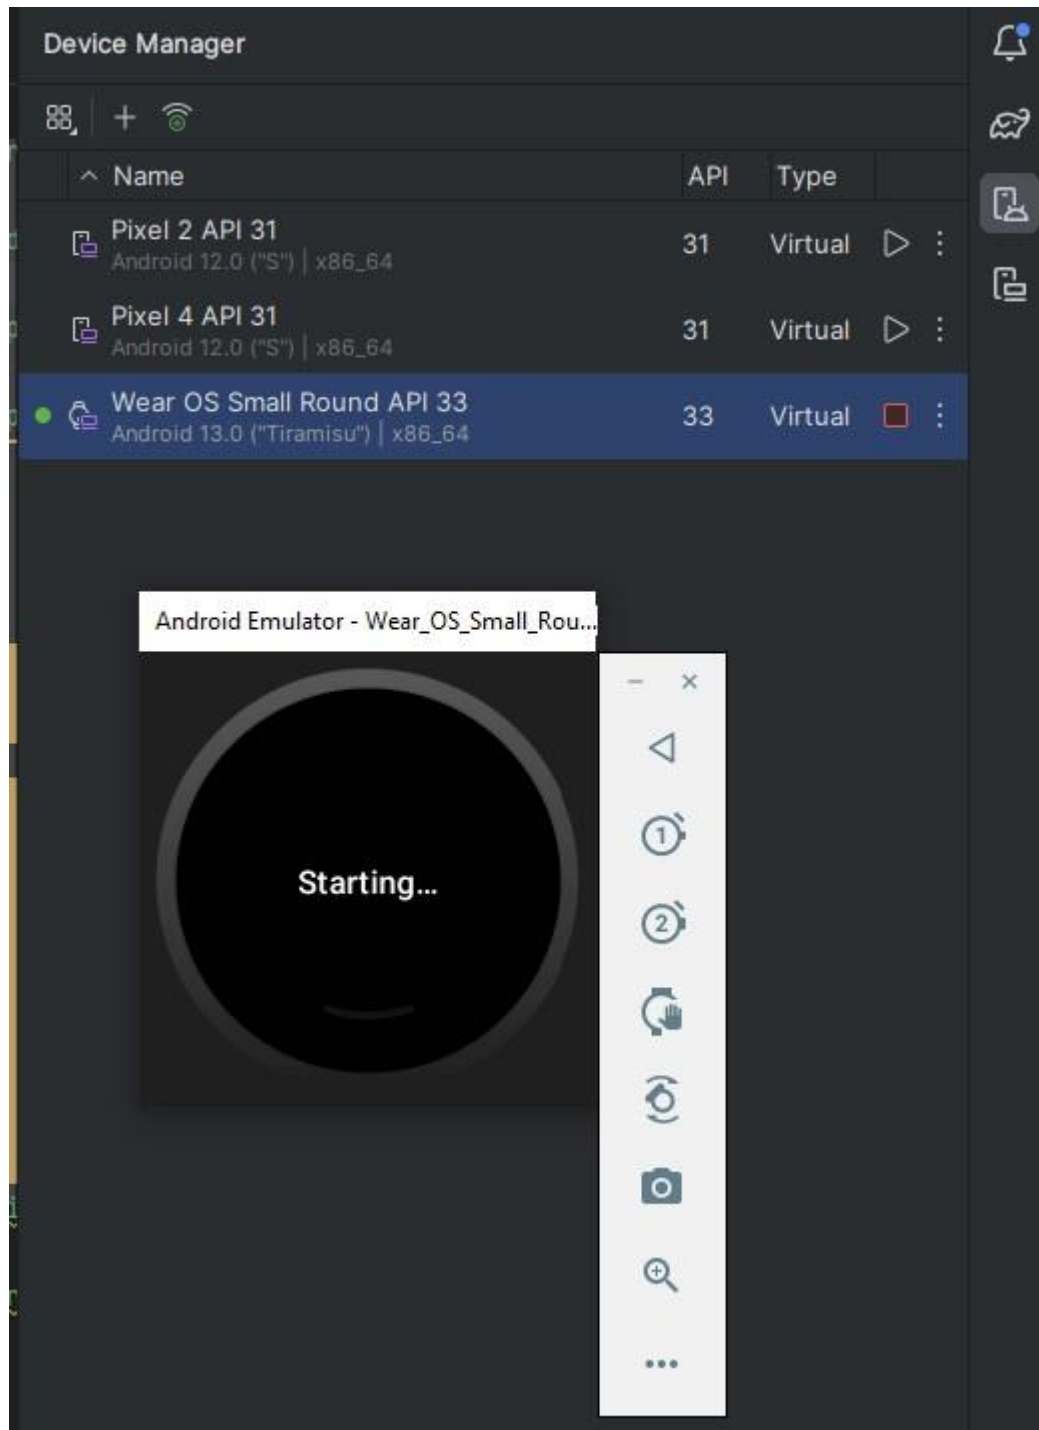 Device Manager
Name API Type
Pixel 2 API 31 31 Virtual
Android 12.0 ("S") | x86_64
Pixel 4 API 31 31 Virtual
Android 12.0 ("S") | x86_64
Wear OS Small Round API 33 33 Virtual
Android 13.0 ("Tiramisu") | x86_64
Android Emulator - Wear_OS_Small_Rou...
Starting...
1
2